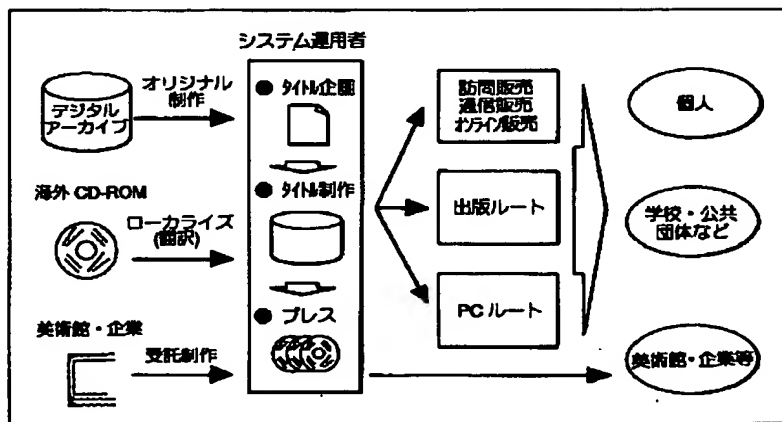 システム運用者
デジタル
アーカイブ
オリジナル
制作
● タイトル企画
海外 CD-ROM
ローカライズ
(翻訳)
● タイトル制作
美術館・企業
受託制作
● プレス
訪問販売
通信販売
オンライン販売
出版ルート
PC ルート
個人
学校・公共
団体など
美術館・企業等